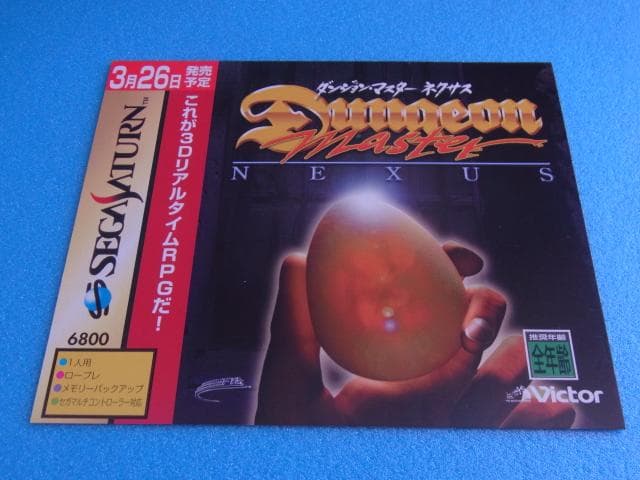 3月26日 発売予定
これが3DリアルタイムRPGだ!
SEGA SATURN™
6800
1人用
ロープレ
メモリーバックアップ
セガマルチコントローラー対応
ダンジョン・マスター ネクサス
Dungeon
Master
NEXUS
推奨年齢
全年齢
Victor